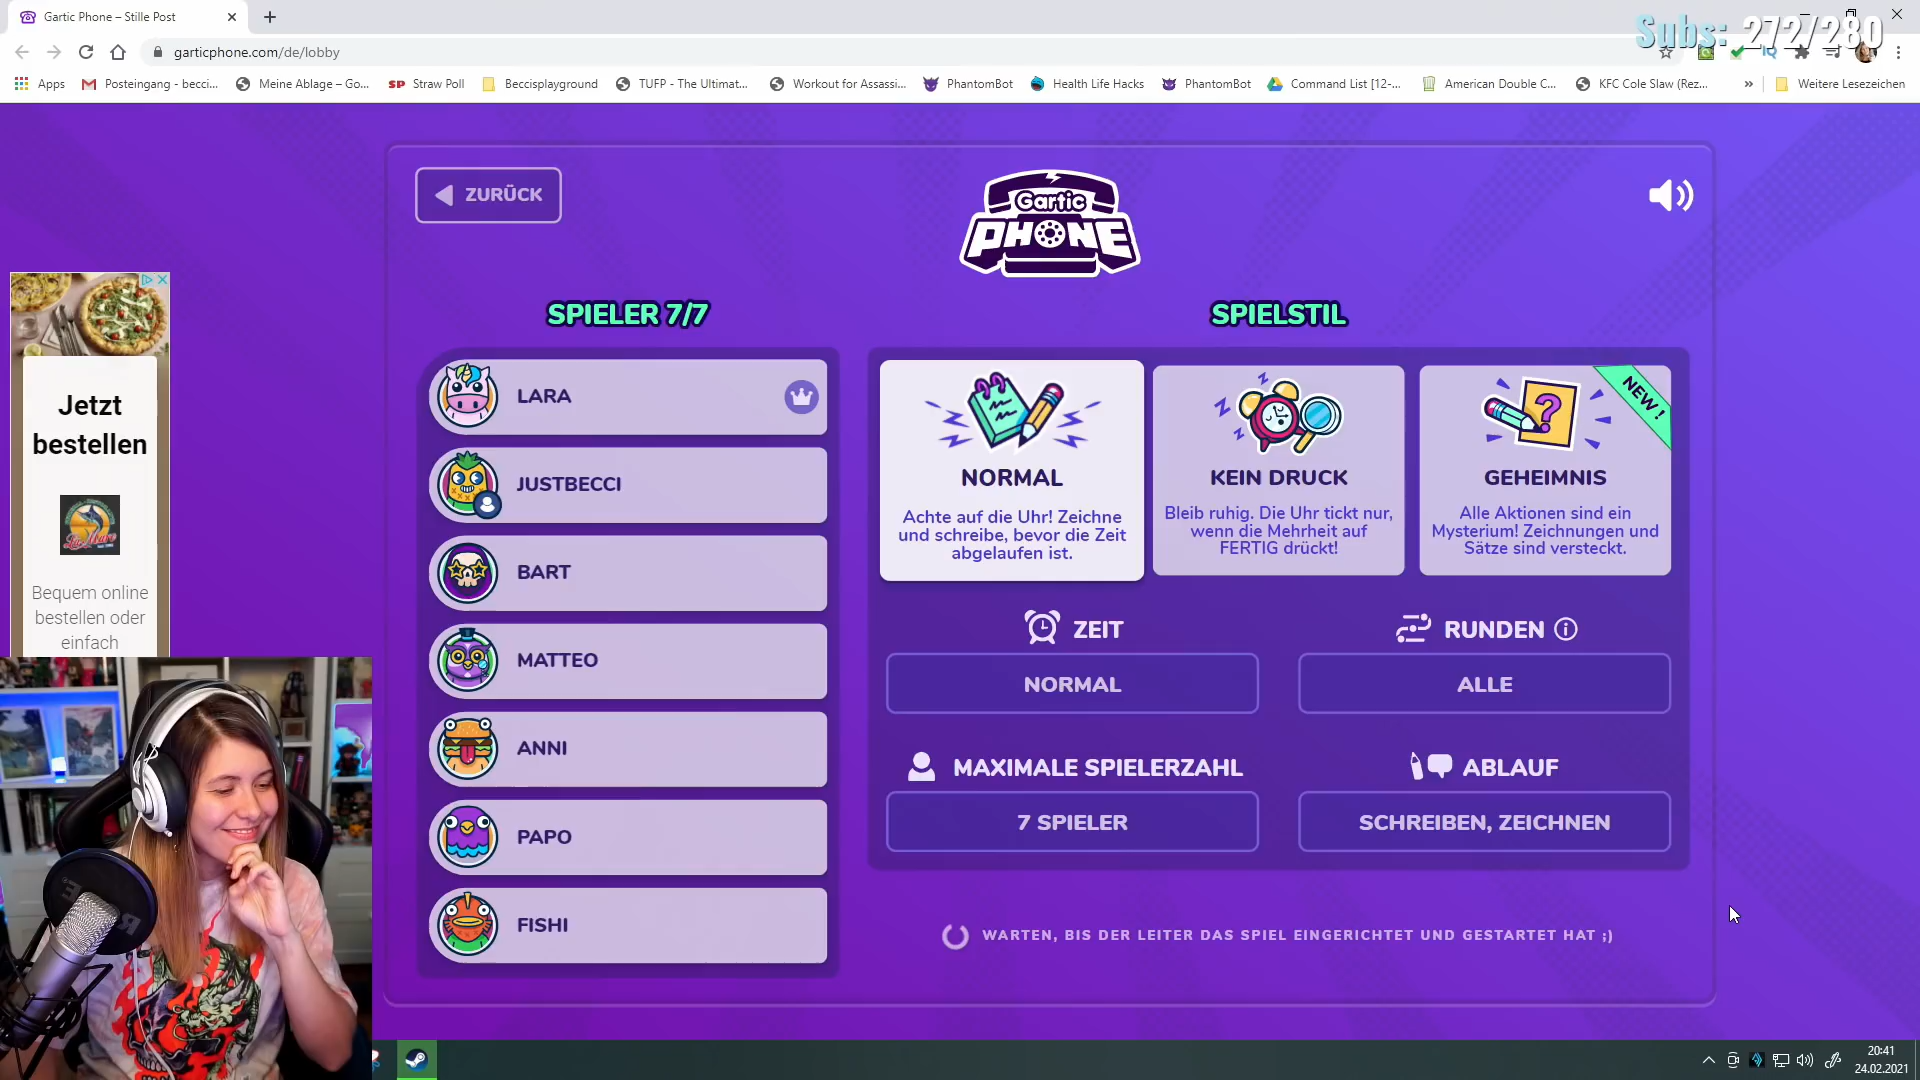 Gartic Phone – Stille Post
Subs: 272/280
garticphone.com/de/lobby
Apps
Posteingang - becci...
Meine Ablage – Go...
SP Straw Poll
Beccisplayground
TUFP - The Ultimat...
Workout for Assassi...
PhantomBot
Health Life Hacks
PhantomBot
Command List [12-...
American Double C...
KFC Cole Slaw (Rez...
»
Weitere Lesezeichen
ZURÜCK
Gartic
PHONE
SPIELER 7/7
SPIELSTIL
LARA
JUSTBECCI
BART
MATTEO
ANNI
PAPO
FISHI
NORMAL
Achte auf die Uhr! Zeichne
und schreibe, bevor die Zeit
abgelaufen ist.
KEIN DRUCK
Bleib ruhig. Die Uhr tickt nur,
wenn die Mehrheit auf
FERTIG drückt!
NEW!
GEHEIMNIS
Alle Aktionen sind ein
Mysterium! Zeichnungen und
Sätze sind versteckt.
ZEIT
NORMAL
RUNDEN
ALLE
MAXIMALE SPIELERZAHL
7 SPIELER
ABLAUF
SCHREIBEN, ZEICHNEN
WARTEN, BIS DER LEITER DAS SPIEL EINGERICHTET UND GESTARTET HAT ;)
Jetzt
bestellen
Bequem online
bestellen oder
einfach
20:41
24.02.2021